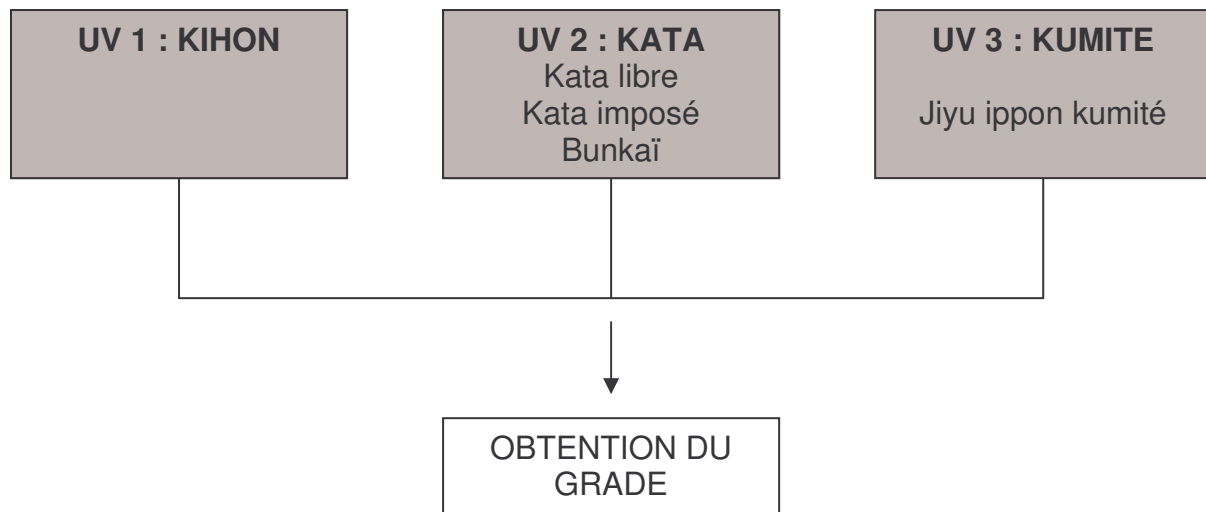 UV 1 : KIHON
UV 2 : KATA
Kata libre
Kata imposé
Bunkaï
UV 3 : KUMITE
Jiyu ippon kumité
OBTENTION DU
GRADE